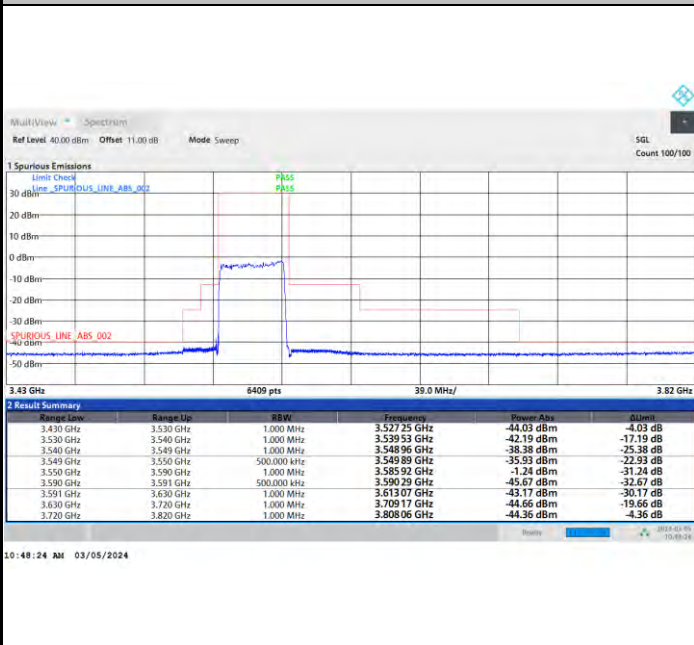 MultiView Spectrum
Ref Level 40.00 dBm Offset 11.00 dB Mode Sweep SGL
Count 100/100
1 Spurious Emissions
Limit Check PASS
Line _SPURIOUS_LINE_ABS_002 PASS
30 dBm
20 dBm
10 dBm
0 dBm
-10 dBm
-20 dBm
-30 dBm
_SPURIOUS_LINE_ABS_002
-40 dBm
-50 dBm
3.43 GHz 6409 pts 39.0 MHz/ 3.82 GHz
2 Result Summary
Range Low Range Up RBW Frequency Power Abs ΔLimit
3.430 GHz 3.530 GHz 1.000 MHz 3.527 25 GHz -44.03 dBm -4.03 dB
3.530 GHz 3.540 GHz 1.000 MHz 3.539 53 GHz -42.19 dBm -17.19 dB
3.540 GHz 3.549 GHz 1.000 MHz 3.548 96 GHz -38.38 dBm -25.38 dB
3.549 GHz 3.550 GHz 500.000 kHz 3.549 89 GHz -35.93 dBm -22.93 dB
3.550 GHz 3.590 GHz 1.000 MHz 3.585 92 GHz -1.24 dBm -31.24 dB
3.590 GHz 3.591 GHz 500.000 kHz 3.590 29 GHz -45.67 dBm -32.67 dB
3.591 GHz 3.630 GHz 1.000 MHz 3.613 07 GHz -43.17 dBm -30.17 dB
3.630 GHz 3.720 GHz 1.000 MHz 3.709 17 GHz -44.66 dBm -19.66 dB
3.720 GHz 3.820 GHz 1.000 MHz 3.808 06 GHz -44.36 dBm -4.36 dB
Ready 2024-03-05
10:48:24
10:48:24 AM 03/05/2024